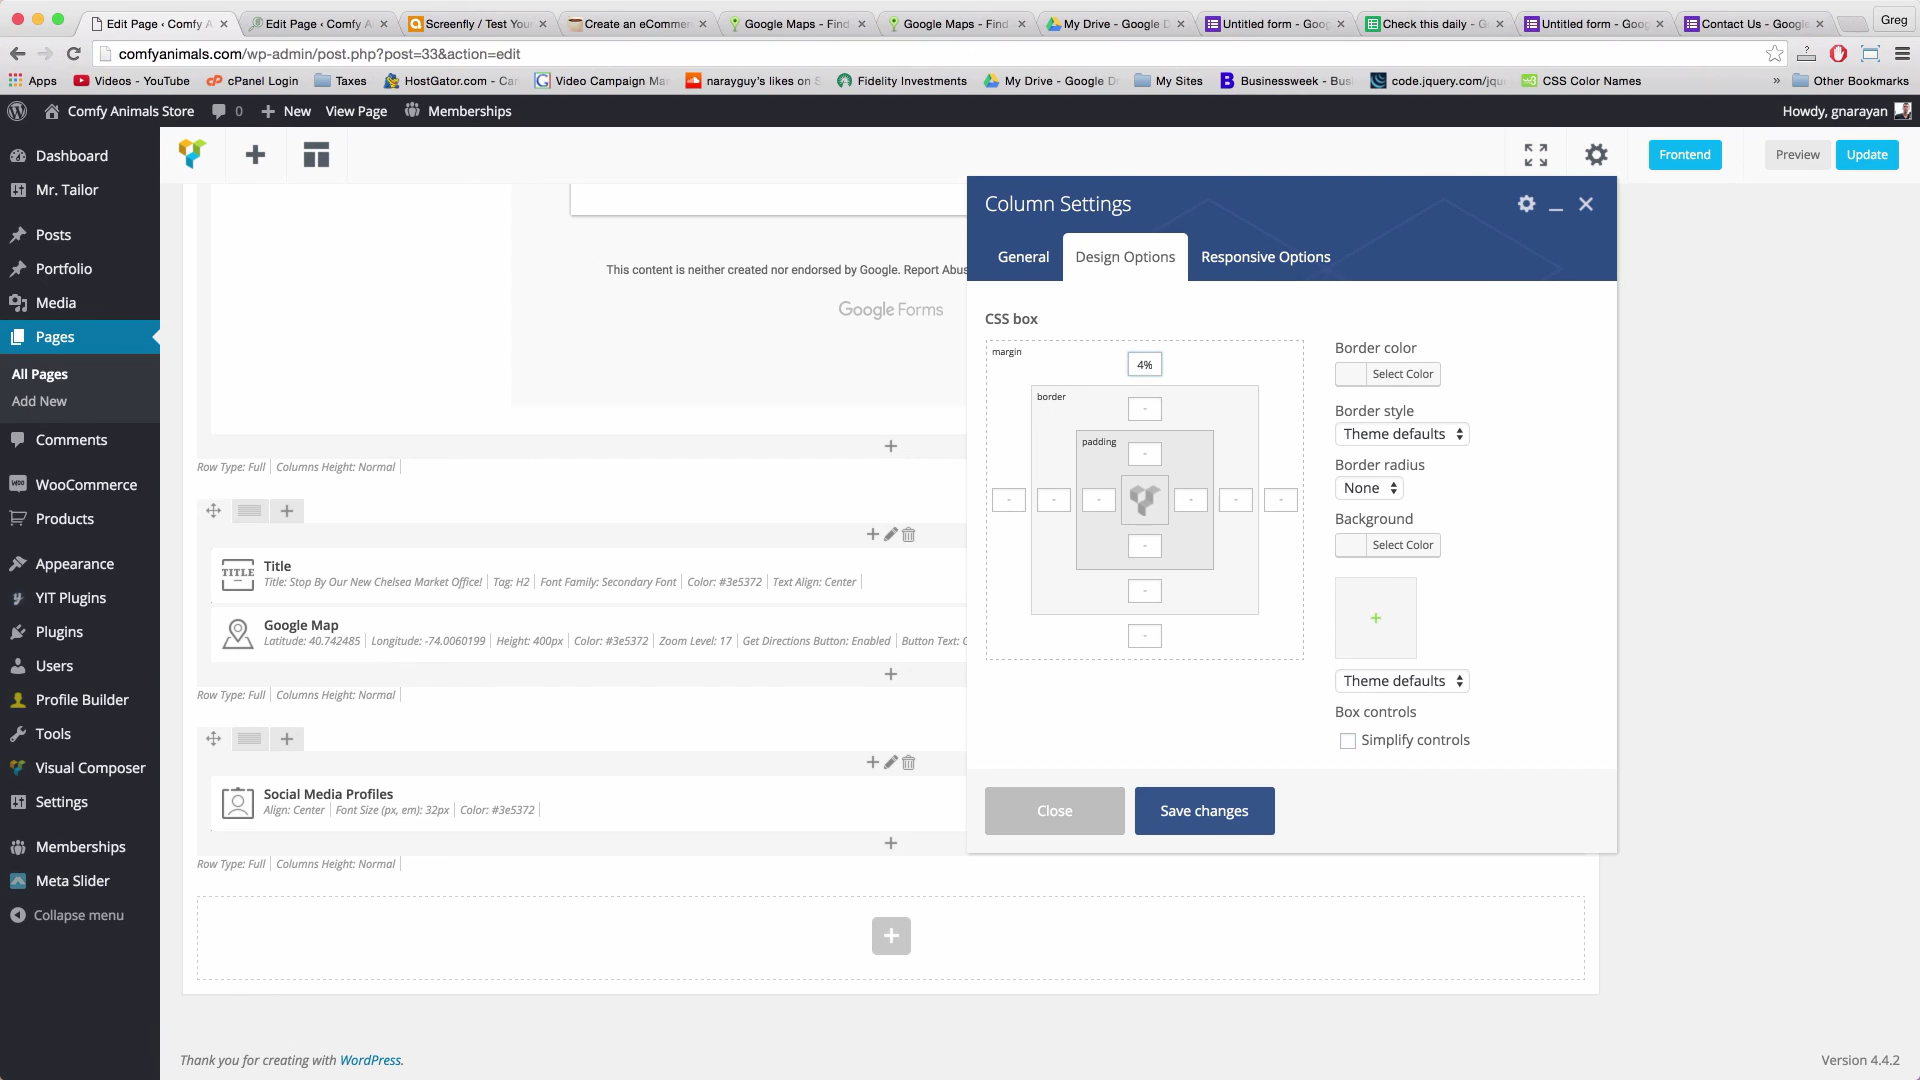 Edit Page ‹ Comfy A
Edit Page ‹ Comfy A
Screenfly / Test Your
Create an eCommer
Google Maps - Find
Google Maps - Find
My Drive - Google D
Untitled form - Goog
Check this daily - G
Untitled form - Goog
Contact Us - Google
Greg
comfyanimals.com/wp-admin/post.php?post=33&action=edit
Apps
Videos - YouTube
cPanel Login
Taxes
HostGator.com - Ca
Video Campaign Ma
narayguy's likes on S
Fidelity Investments
My Drive - Google D
My Sites
Businessweek - Bus
code.jquery.com/jqu
CSS Color Names
»
Other Bookmarks
Comfy Animals Store
0
New
View Page
Memberships
Howdy, gnarayan
Dashboard
Mr. Tailor
Posts
Portfolio
Media
Pages
All Pages
Add New
Comments
WooCommerce
Products
Appearance
YIT Plugins
Plugins
Users
Profile Builder
Tools
Visual Composer
Settings
Memberships
Meta Slider
Collapse menu
Frontend
Preview
Update
This content is neither created nor endorsed by Google. Report Abus
Google Forms
Row Type: Full
Columns Height: Normal
TITLE
Title
Title: Stop By Our New Chelsea Market Office!
Tag: H2
Font Family: Secondary Font
Color: #3e5372
Text Align: Center
Google Map
Latitude: 40.742485
Longitude: -74.0060199
Height: 400px
Color: #3e5372
Zoom Level: 17
Get Directions Button: Enabled
Button Text: G
Row Type: Full
Columns Height: Normal
Social Media Profiles
Align: Center
Font Size (px, em): 32px
Color: #3e5372
Row Type: Full
Columns Height: Normal
Column Settings
General
Design Options
Responsive Options
CSS box
margin
4%
border
-
padding
-
-
-
-
-
-
-
-
-
-
Border color
Select Color
Border style
Theme defaults
Border radius
None
Background
Select Color
Theme defaults
Box controls
Simplify controls
Close
Save changes
Thank you for creating with WordPress.
Version 4.4.2